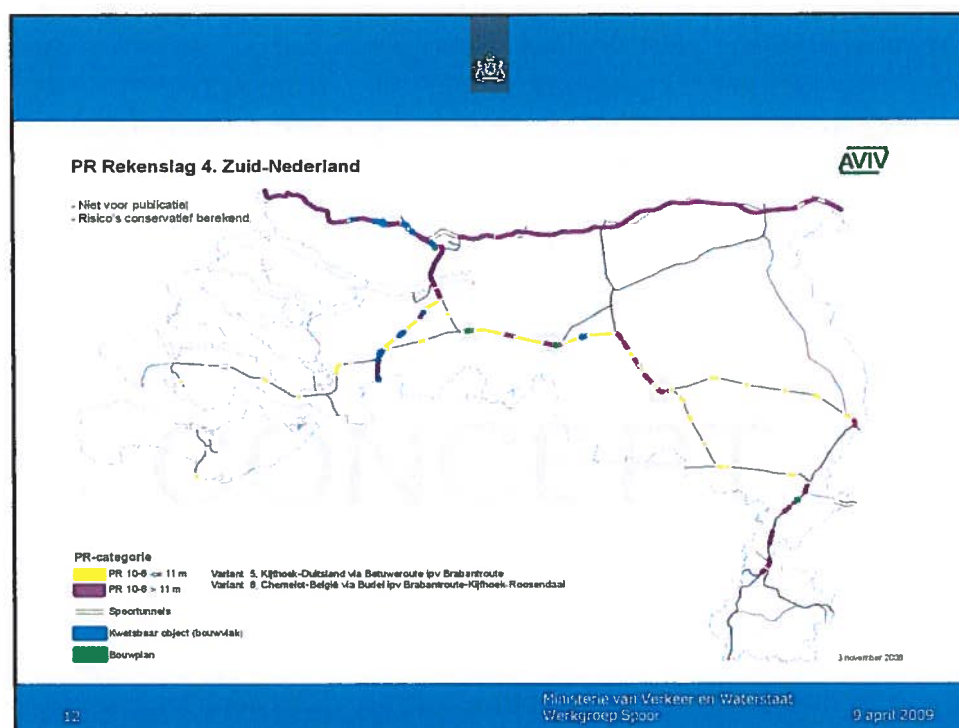 PR Rekenslag 4. Zuid-Nederland
AVIV
- Niet voor publicatie
- Risico's conservatief berekend
CONCEPT
PR-categorie
PR 10-6 <= 11 m
Variant 5, Kijfhoek-Duitsland via Betuweroute ipv Brabantroute
PR 10-6 > 11 m
Variant 6, Chemelot-België via Budel ipv Brabantroute-Kijfhoek-Roosendaal
Spoortunnels
Kwetsbaar object (bouwvlak)
Bouwplan
3 november 2008
12
Ministerie van Verkeer en Waterstaat
Werkgroep Spoor
9 april 2009